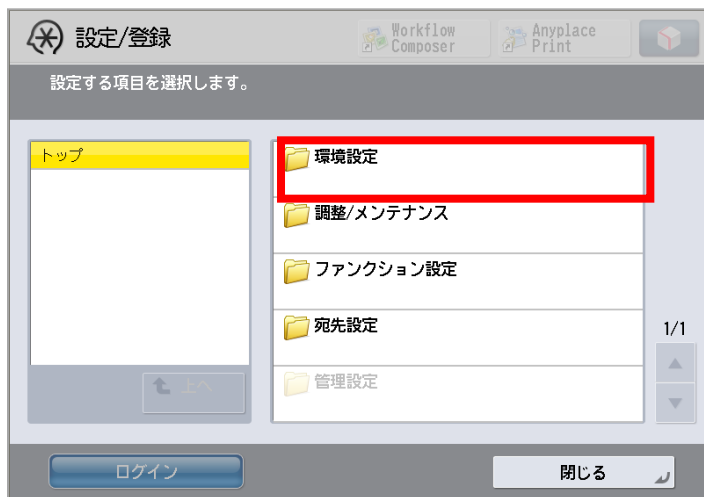 設定/登録
Workflow
Composer
Anyplace
Print
設定する項目を選択します。
トップ
環境設定
調整/メンテナンス
ファンクション設定
宛先設定
管理設定
1/1
上へ
ログイン
閉じる